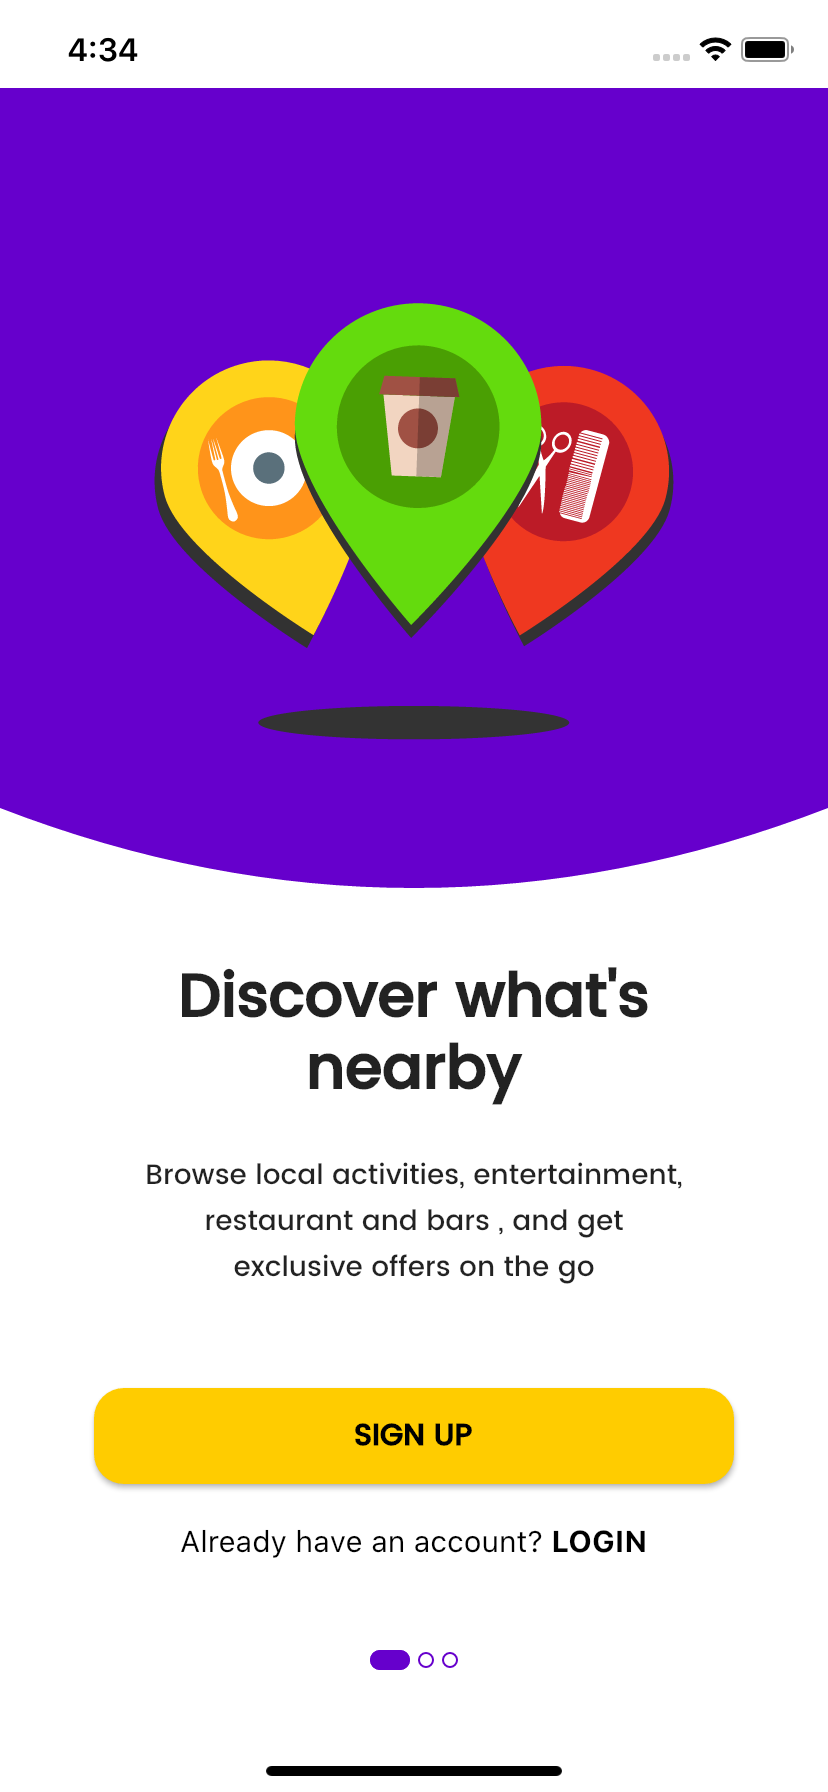 4:34
Discover what's
nearby
Browse local activities, entertainment,
restaurant and bars , and get
exclusive offers on the go
SIGN UP
Already have an account? LOGIN